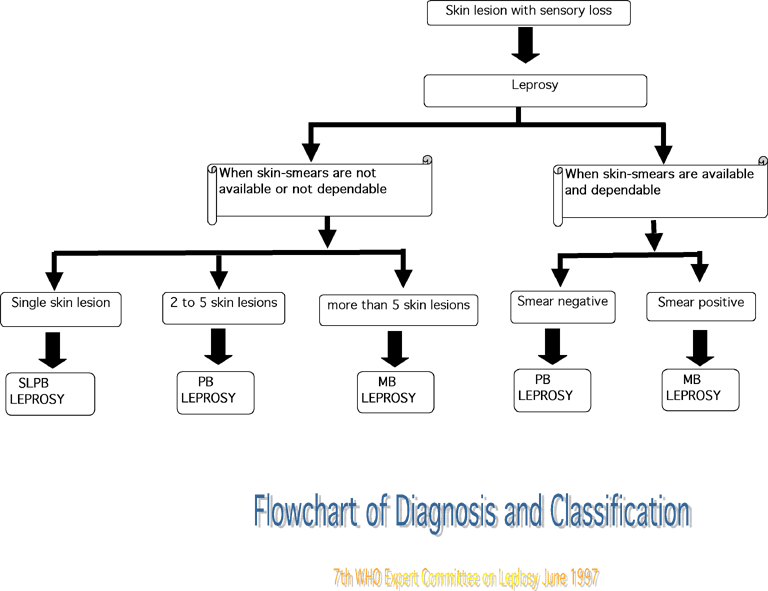 Skin lesion with sensory loss
Leprosy
When skin-smears are not
available or not dependable
When skin-smears are available
and dependable
Single skin lesion
2 to 5 skin lesions
more than 5 skin lesions
Smear negative
Smear positive
SLPB
LEPROSY
PB
LEPROSY
MB
LEPROSY
PB
LEPROSY
MB
LEPROSY
Flowchart of Diagnosis and Classification
7th WHO Expert Committee on Leplosy June 1997